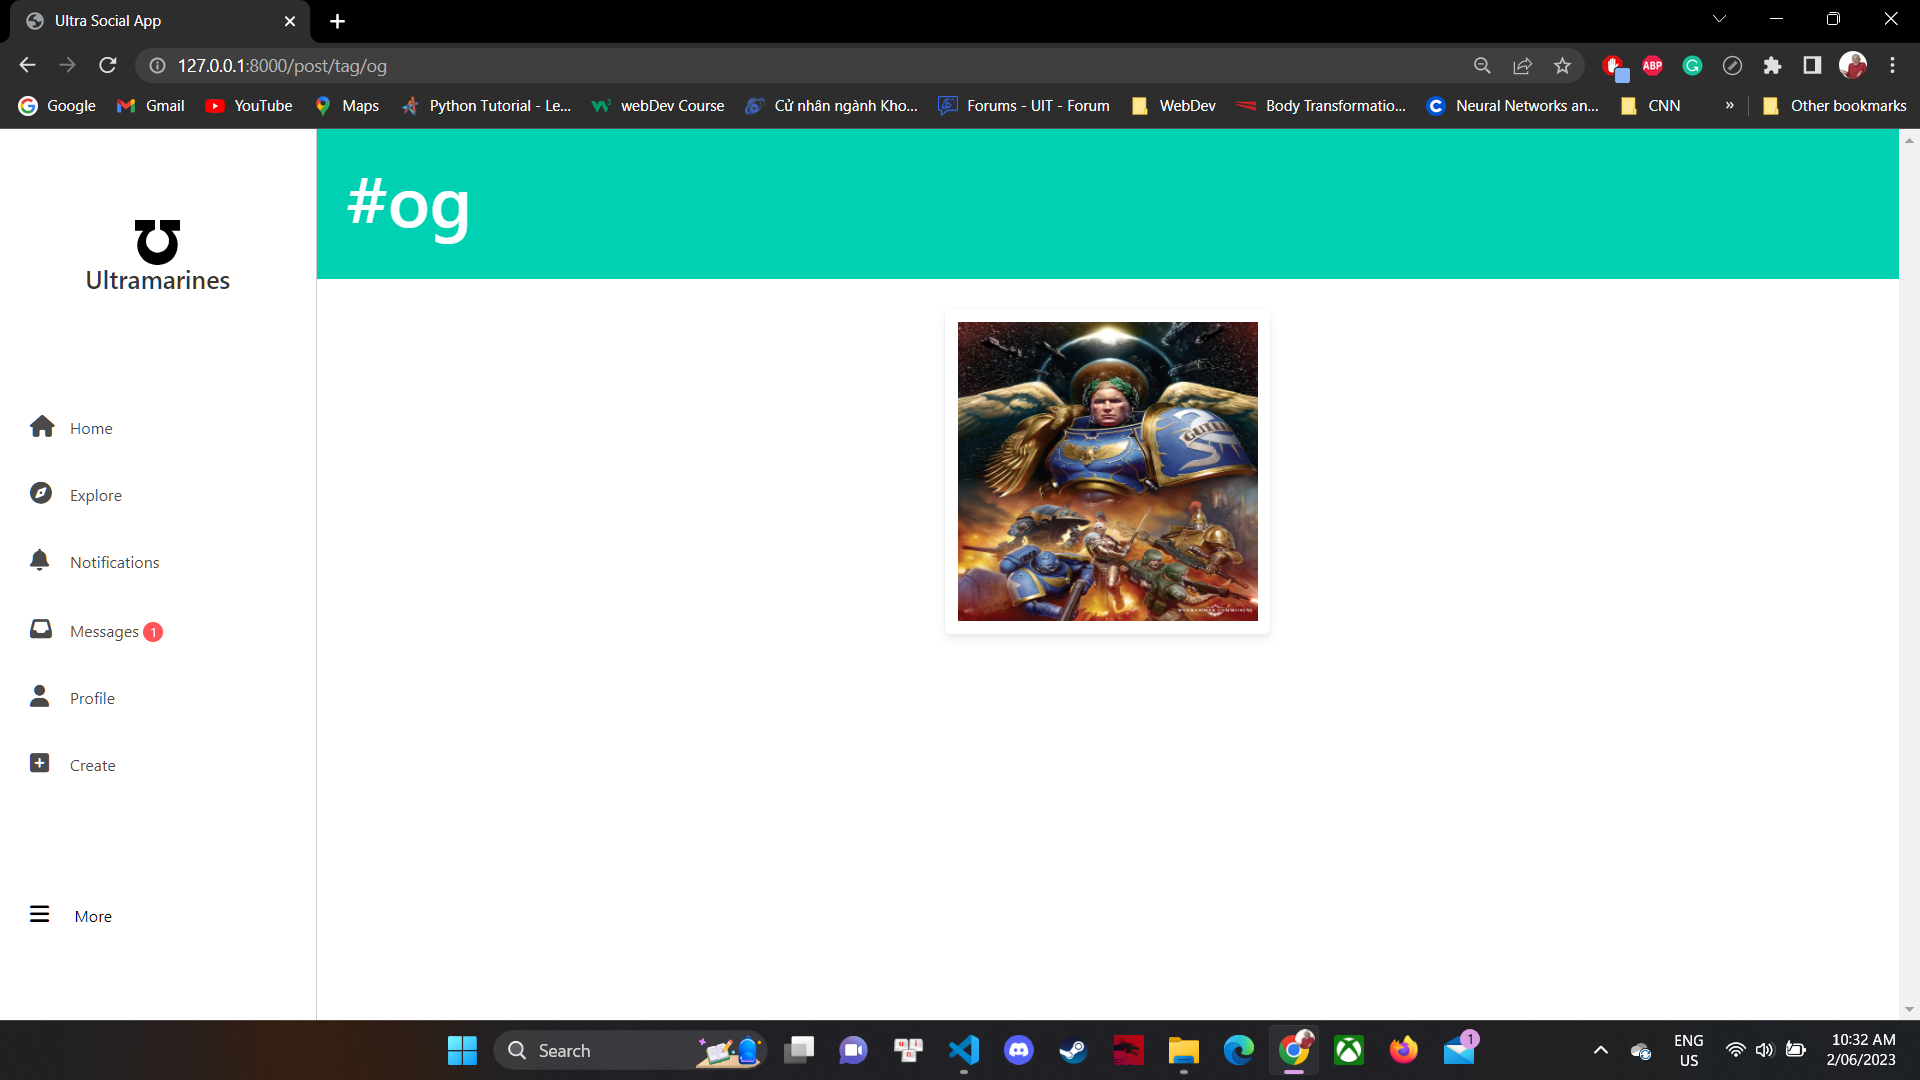 Ultra Social App
127.0.0.1:8000/post/tag/og
ABP
Google
Gmail
YouTube
Maps
Python Tutorial - Le...
webDev Course
Cử nhân ngành Kho...
Forums - UIT - Forum
WebDev
Body Transformatio...
Neural Networks an...
CNN
»
Other bookmarks
Ultramarines
Home
Explore
Notifications
Messages 1
Profile
Create
More
#og
Search
1
ENG
US
10:32 AM
2/06/2023